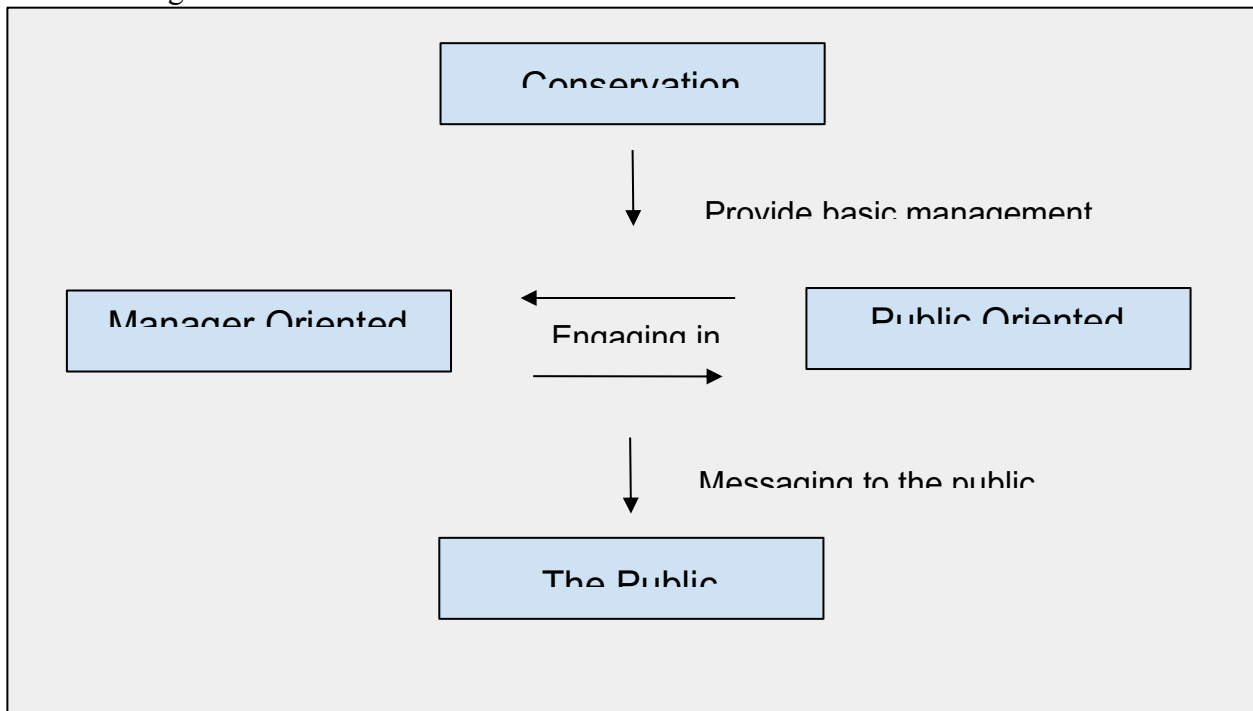 Conservation
Provide basic management
Manager Oriented
Engaging in
Public Oriented
Messaging to the public
The Public